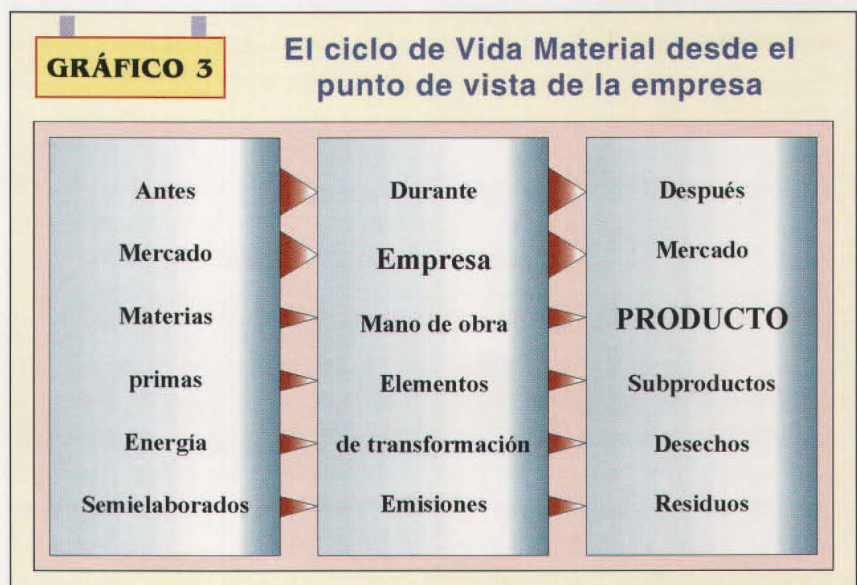 GRÁFICO 3
El ciclo de Vida Material desde el
punto de vista de la empresa
Antes
Mercado
Materias
primas
Energía
Semielaborados
Durante
Empresa
Mano de obra
Elementos
de transformación
Emisiones
Después
Mercado
PRODUCTO
Subproductos
Desechos
Residuos